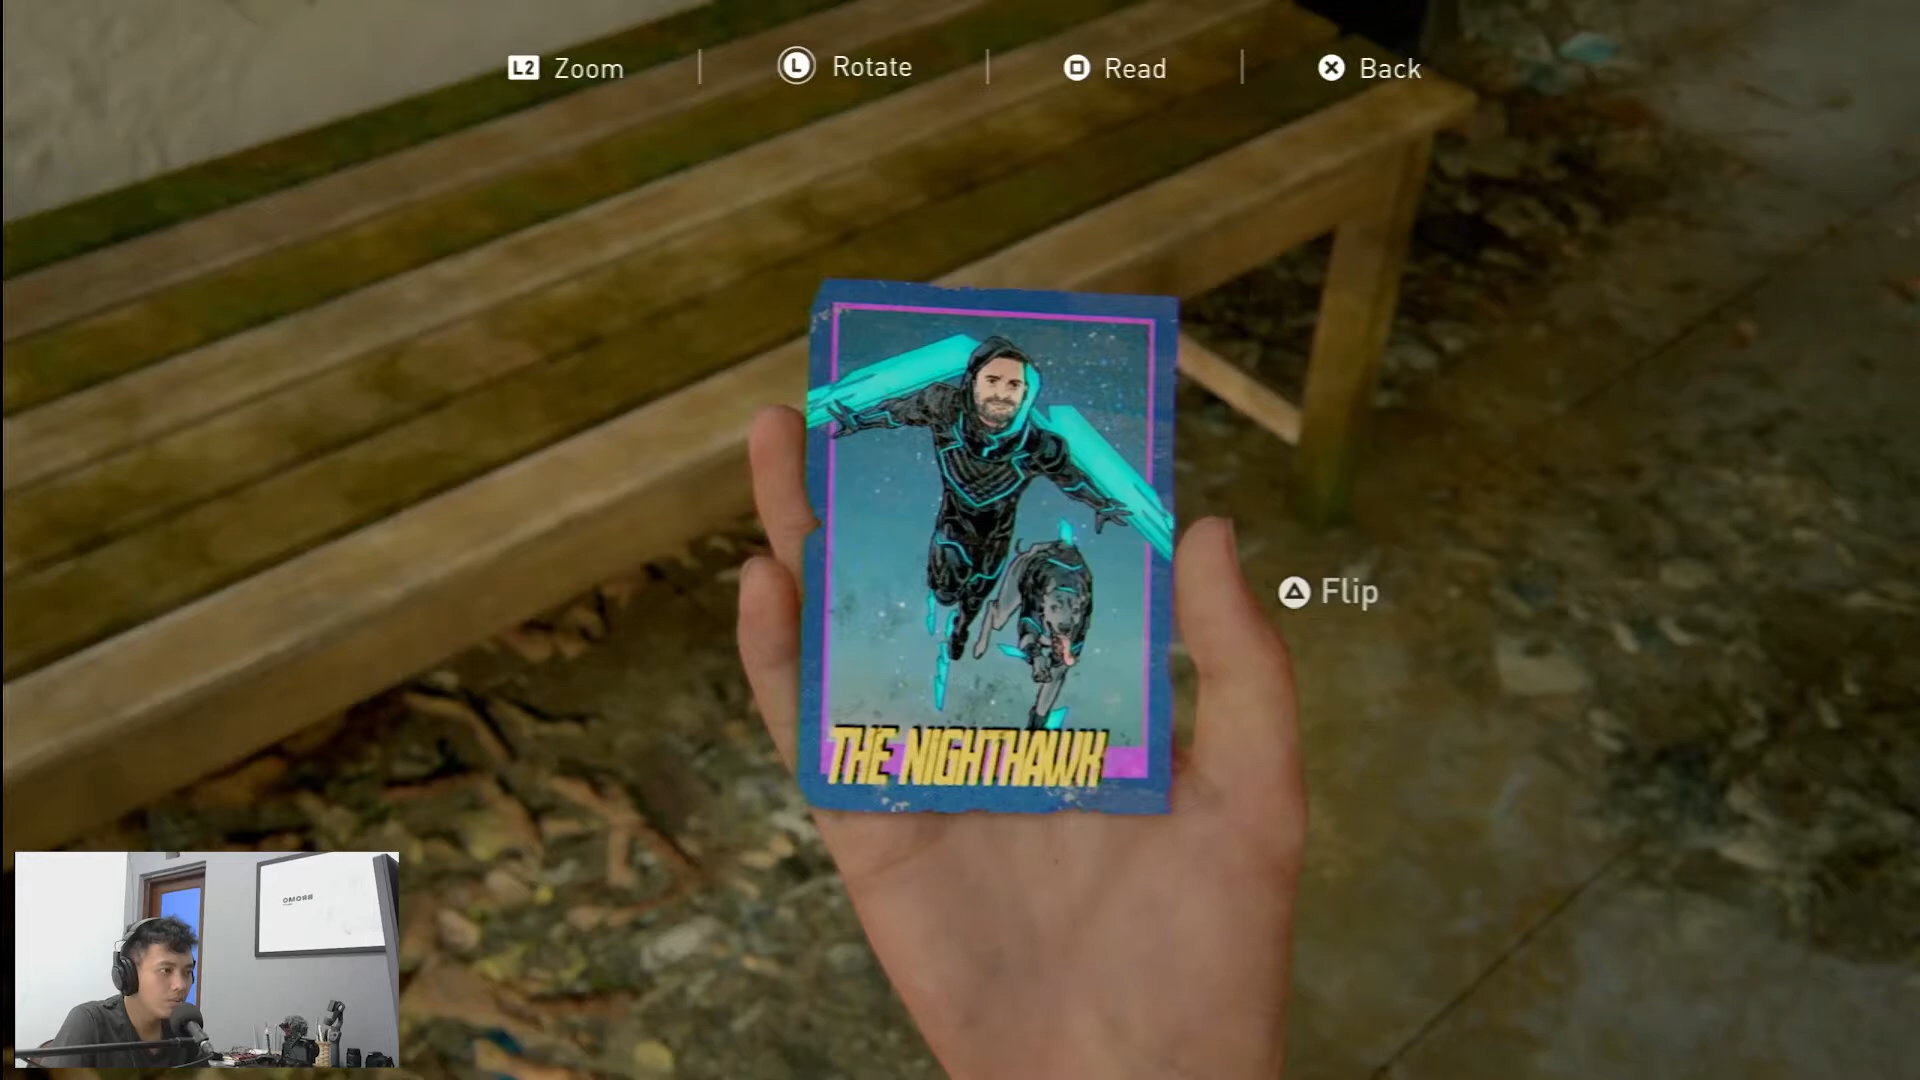 L2 Zoom
L Rotate
Read
Back
THE NIGHTHAWK
Flip